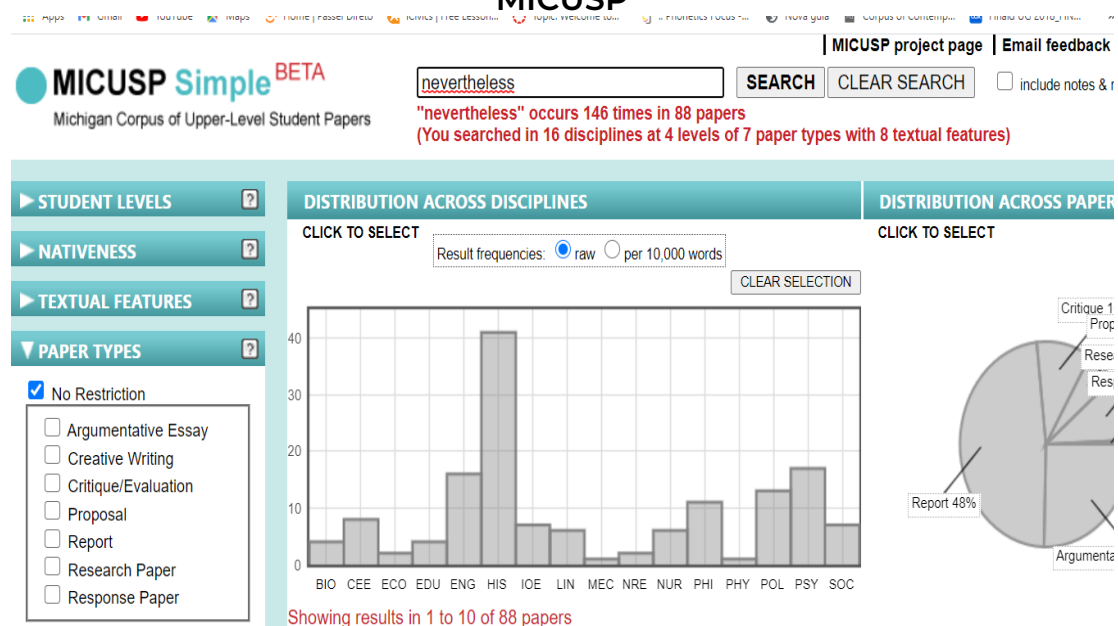 MICUSP
MICUSP project page | Email feedback
MICUSP Simple BETA
Michigan Corpus of Upper-Level Student Papers
nevertheless
SEARCH
CLEAR SEARCH
include notes &
"nevertheless" occurs 146 times in 88 papers
(You searched in 16 disciplines at 4 levels of 7 paper types with 8 textual features)
STUDENT LEVELS ?
NATIVENESS ?
TEXTUAL FEATURES ?
PAPER TYPES ?
No Restriction
Argumentative Essay
Creative Writing
Critique/Evaluation
Proposal
Report
Research Paper
Response Paper
DISTRIBUTION ACROSS DISCIPLINES
CLICK TO SELECT
Result frequencies: raw per 10,000 words
CLEAR SELECTION
40
30
20
10
0
BIO CEE ECO EDU ENG HIS IOE LIN MEC NRE NUR PHI PHY POL PSY SOC
Showing results in 1 to 10 of 88 papers
DISTRIBUTION ACROSS PAPER
CLICK TO SELECT
Critique 1
Prop
Rese
Resp
Report 48%
Argumenta